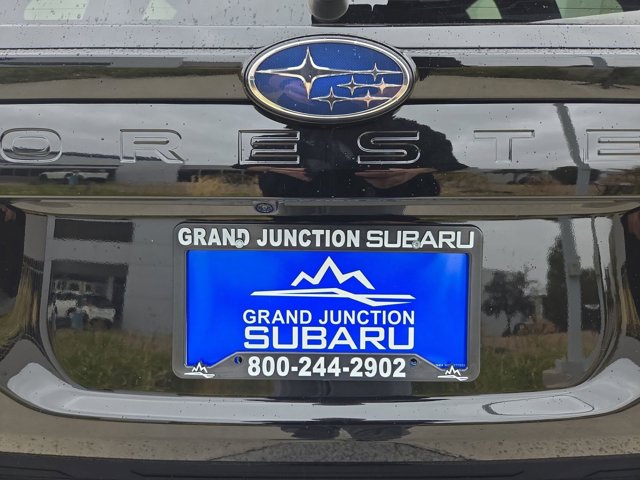 ORESTE
GRAND JUNCTION SUBARU
GRAND JUNCTION
SUBARU
800-244-2902